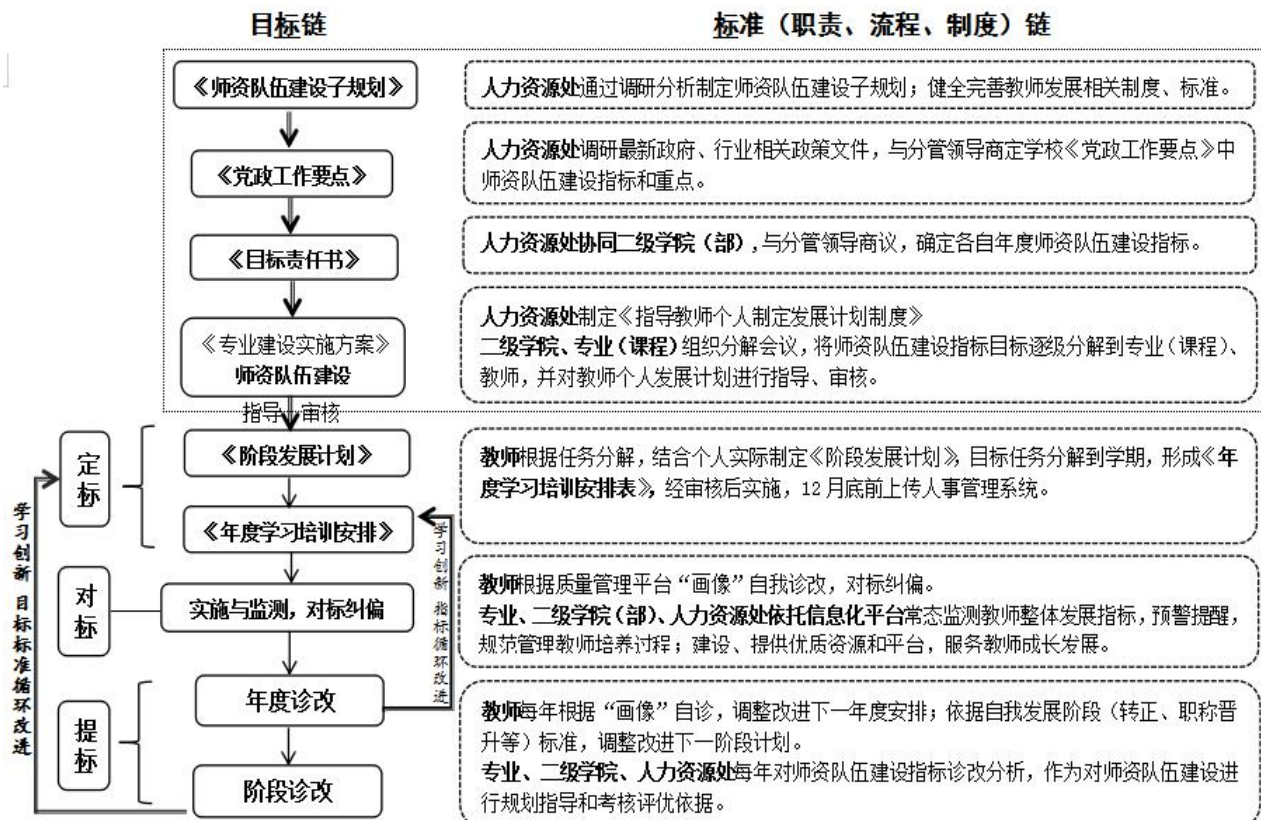 目标链
标准（职责、流程、制度）链
《师资队伍建设子规划》
人力资源处通过调研分析制定师资队伍建设子规划；健全完善教师发展相关制度、标准。
《党政工作要点》
人力资源处调研最新政府、行业相关政策文件，与分管领导商定学校《党政工作要点》中
师资队伍建设指标和重点。
《目标责任书》
人力资源处协同二级学院（部）,与分管领导商议，确定各自年度师资队伍建设指标。
《专业建设实施方案》
师资队伍建设
人力资源处制定《指导教师个人制定发展计划制度》
二级学院、专业（课程）组织分解会议，将师资队伍建设指标目标逐级分解到专业（课程）、
教师，并对教师个人发展计划进行指导、审核。
指导 审核
定标
《阶段发展计划》
《年度学习培训安排》
教师根据任务分解，结合个人实际制定《阶段发展计划》，目标任务分解到学期，形成《年
度学习培训安排表》，经审核后实施，12月底前上传人事管理系统。
学习创新 目标标准循环改进
学习创新 指标循环改进
对标
实施与监测，对标纠偏
教师根据质量管理平台“画像”自我诊改，对标纠偏。
专业、二级学院（部）、人力资源处依托信息化平台常态监测教师整体发展指标，预警提醒，
规范管理教师培养过程；建设、提供优质资源和平台，服务教师成长发展。
提标
年度诊改
阶段诊改
教师每年根据“画像”自诊，调整改进下一年度安排；依据自我发展阶段（转正、职称晋
升等）标准，调整改进下一阶段计划。
专业、二级学院、人力资源处每年对师资队伍建设指标诊改分析，作为对师资队伍建设进
行规划指导和考核评优依据。